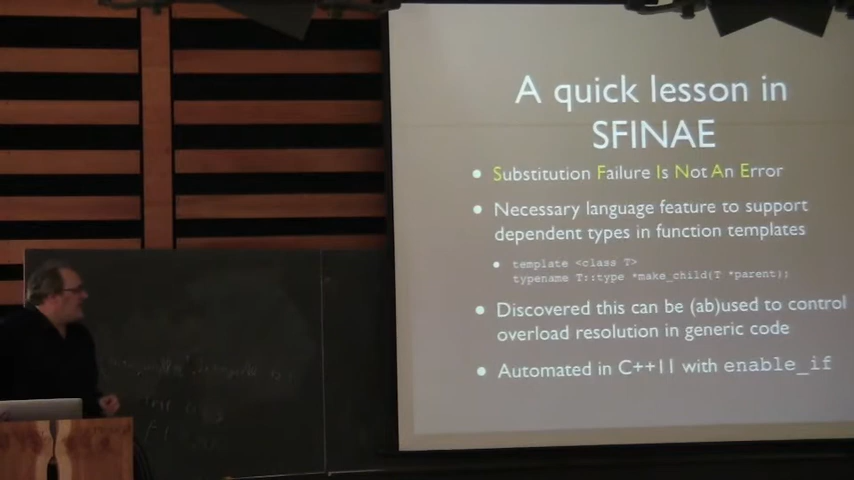 A quick lesson in
SFINAE
• Substitution Failure Is Not An Error
• Necessary language feature to support
dependent types in function templates
• template <class T>
typename T::type *make_child(T *parent);
• Discovered this can be (ab)used to control
overload resolution in generic code
• Automated in C++11 with enable_if